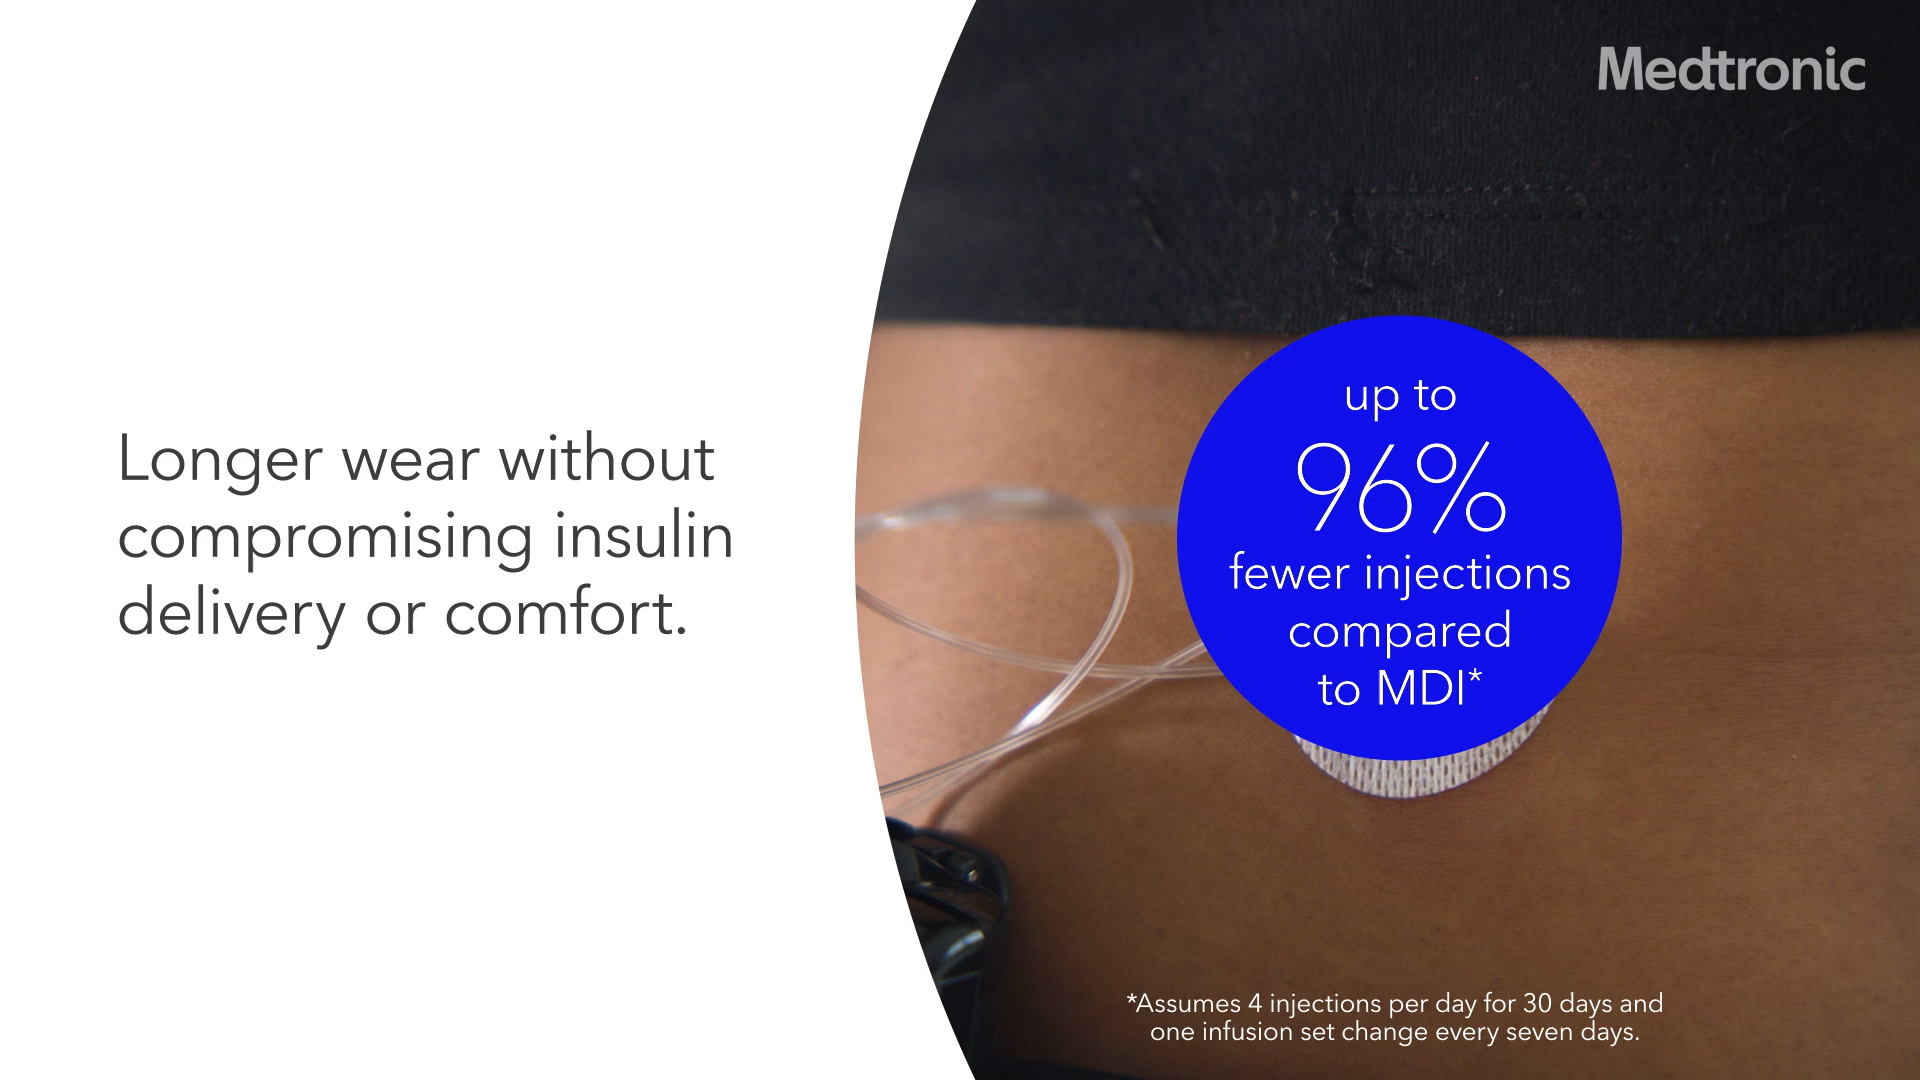 Medtronic
Longer wear without
compromising insulin
delivery or comfort.
up to
96%
fewer injections
compared
to MDI*
*Assumes 4 injections per day for 30 days and
one infusion set change every seven days.